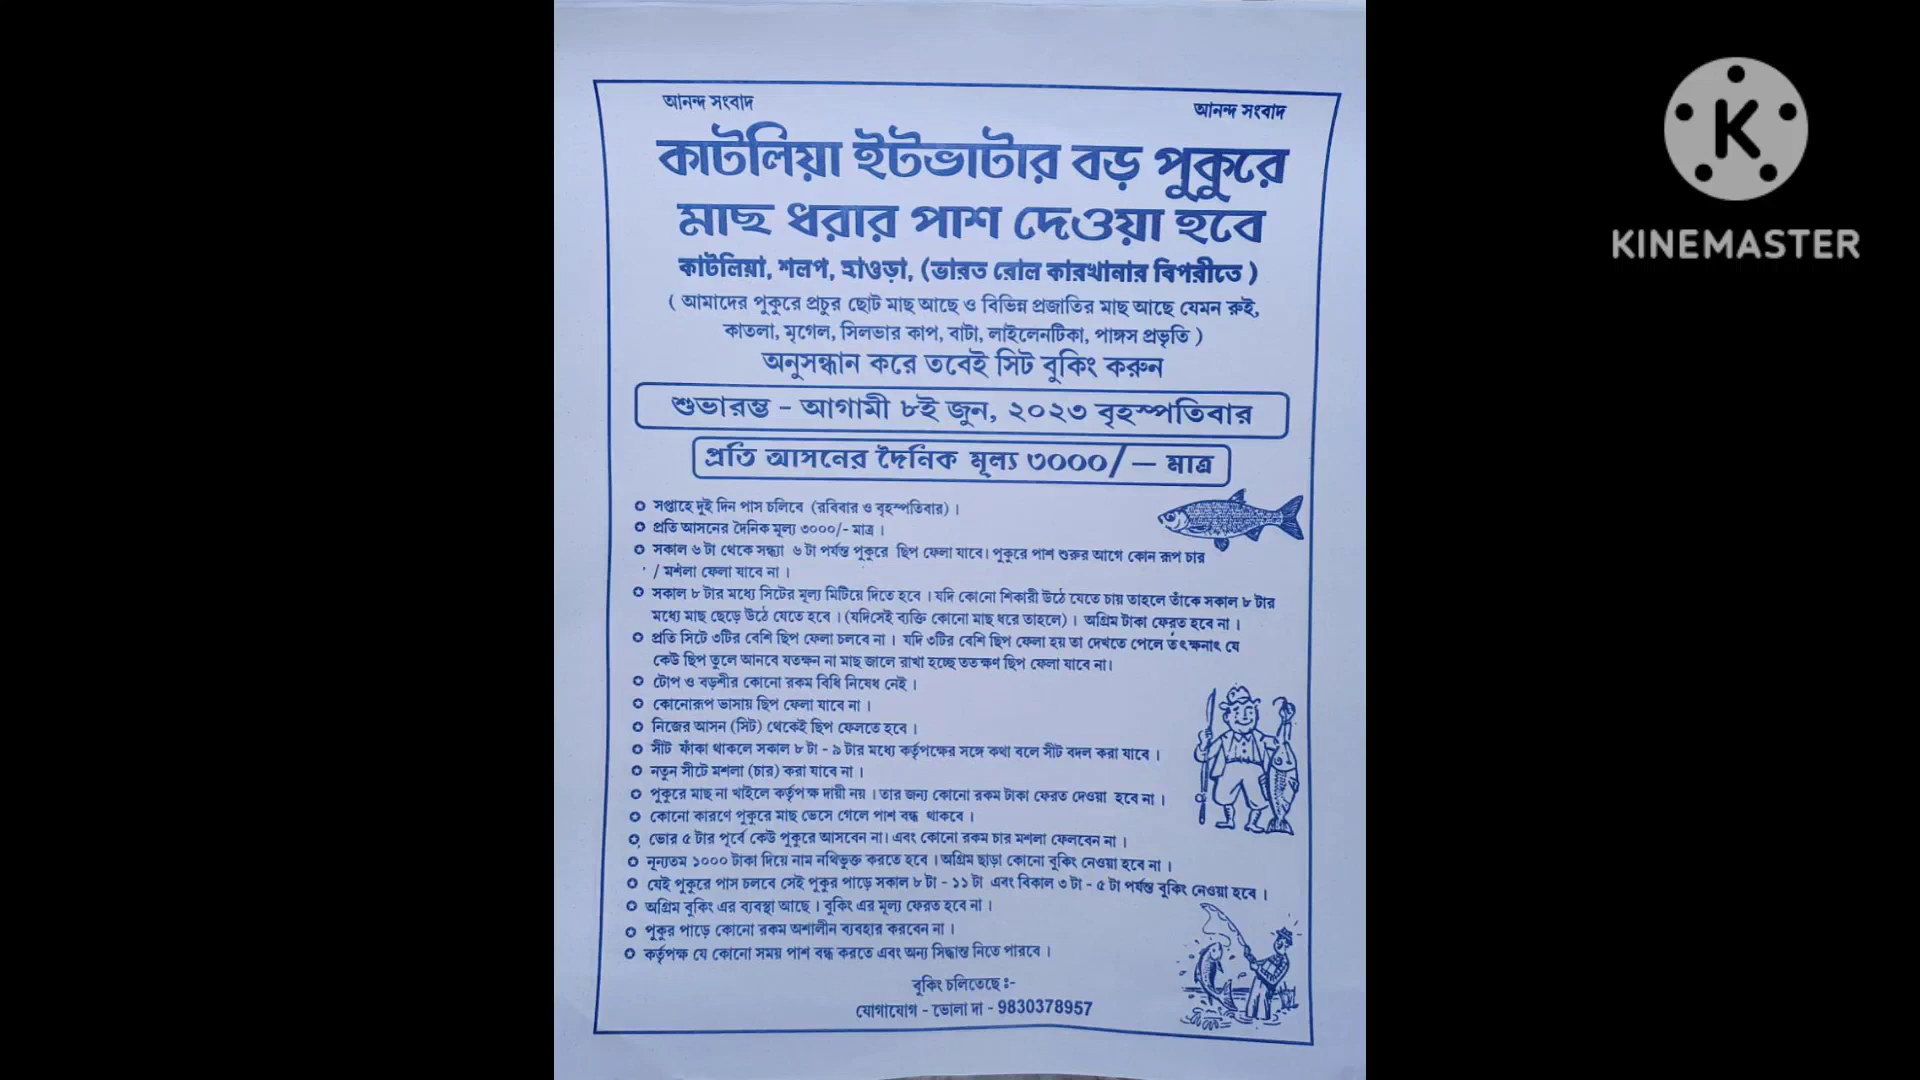 আনন্দ সংবাদ
আনন্দ সংবাদ
কাটলিয়া ইটভাটার বড় পুকুরে
মাছ ধরার পাশ দেওয়া হবে
কাটলিয়া, শলপ, হাওড়া, (ভারত রোল কারখানার বিপরীতে )
( আমাদের পুকুরে প্রচুর ছোট মাছ আছে ও বিভিন্ন প্রজাতির মাছ আছে যেমন রুই,
কাতলা, মৃগেল, সিলভার কাপ, বাটা, লাইলেনটিকা, পাঙ্গস প্রভৃতি )
অনুসন্ধান করে তবেই সিট বুকিং করুন
শুভারম্ভ - আগামী ৮ই জুন, ২০২৩ বৃহস্পতিবার
প্রতি আসনের দৈনিক মূল্য ৩০০০/— মাত্র
সপ্তাহে দুই দিন পাস চলিবে (রবিবার ও বৃহস্পতিবার) ।
প্রতি আসনের দৈনিক মূল্য ৩০০০/- মাত্র ।
সকাল ৬ টা থেকে সন্ধ্যা ৬ টা পর্যন্ত পুকুরে ছিপ ফেলা যাবে। পুকুরে পাশ শুরুর আগে কোন রূপ চার
/ মশলা ফেলা যাবে না ।
সকাল ৮ টার মধ্যে সিটের মূল্য মিটিয়ে দিতে হবে । যদি কোনো শিকারী উঠে যেতে চায় তাহলে তাঁকে সকাল ৮ টার
মধ্যে মাছ ছেড়ে উঠে যেতে হবে । (যদিসেই ব্যক্তি কোনো মাছ ধরে তাহলে) । অগ্রিম টাকা ফেরত হবে না ।
প্রতি সিটে ৩টির বেশি ছিপ ফেলা চলবে না । যদি ৩টির বেশি ছিপ ফেলা হয় তা দেখতে পেলে তৎক্ষনাৎ যে
কেউ ছিপ তুলে আনবে যতক্ষন না মাছ জালে রাখা হচ্ছে ততক্ষণ ছিপ ফেলা যাবে না।
টোপ ও বড়শীর কোনো রকম বিধি নিষেধ নেই ।
কোনোরূপ ভাসায় ছিপ ফেলা যাবে না ।
নিজের আসন (সিট) থেকেই ছিপ ফেলতে হবে ।
সীট ফাঁকা থাকলে সকাল ৮ টা - ৯ টার মধ্যে কর্তৃপক্ষের সঙ্গে কথা বলে সীট বদল করা যাবে ।
নতুন সীটে মশলা (চার) করা যাবে না ।
পুকুরে মাছ না খাইলে কর্তৃপক্ষ দায়ী নয় । তার জন্য কোনো রকম টাকা ফেরত দেওয়া হবে না ।
কোনো কারণে পুকুরে মাছ ভেসে গেলে পাশ বন্ধ থাকবে ।
ভোর ৫ টার পূর্বে কেউ পুকুরে আসবেন না। এবং কোনো রকম চার মশলা ফেলবেন না ।
নূন্যতম ১০০০ টাকা দিয়ে নাম নথিভুক্ত করতে হবে । অগ্রিম ছাড়া কোনো বুকিং নেওয়া হবে না ।
যেই পুকুরে পাস চলবে সেই পুকুর পাড়ে সকাল ৮ টা - ১১ টা এবং বিকাল ৩ টা - ৫ টা পর্যন্ত বুকিং নেওয়া হবে ।
অগ্রিম বুকিং এর ব্যবস্থা আছে । বুকিং এর মূল্য ফেরত হবে না ।
পুকুর পাড়ে কোনো রকম অশালীন ব্যবহার করবেন না ।
কর্তৃপক্ষ যে কোনো সময় পাশ বন্ধ করতে এবং অন্য সিদ্ধান্ত নিতে পারবে ।
বুকিং চলিতেছে ঃ-
যোগাযোগ - ভোলা দা - 9830378957
K
KINEMASTER